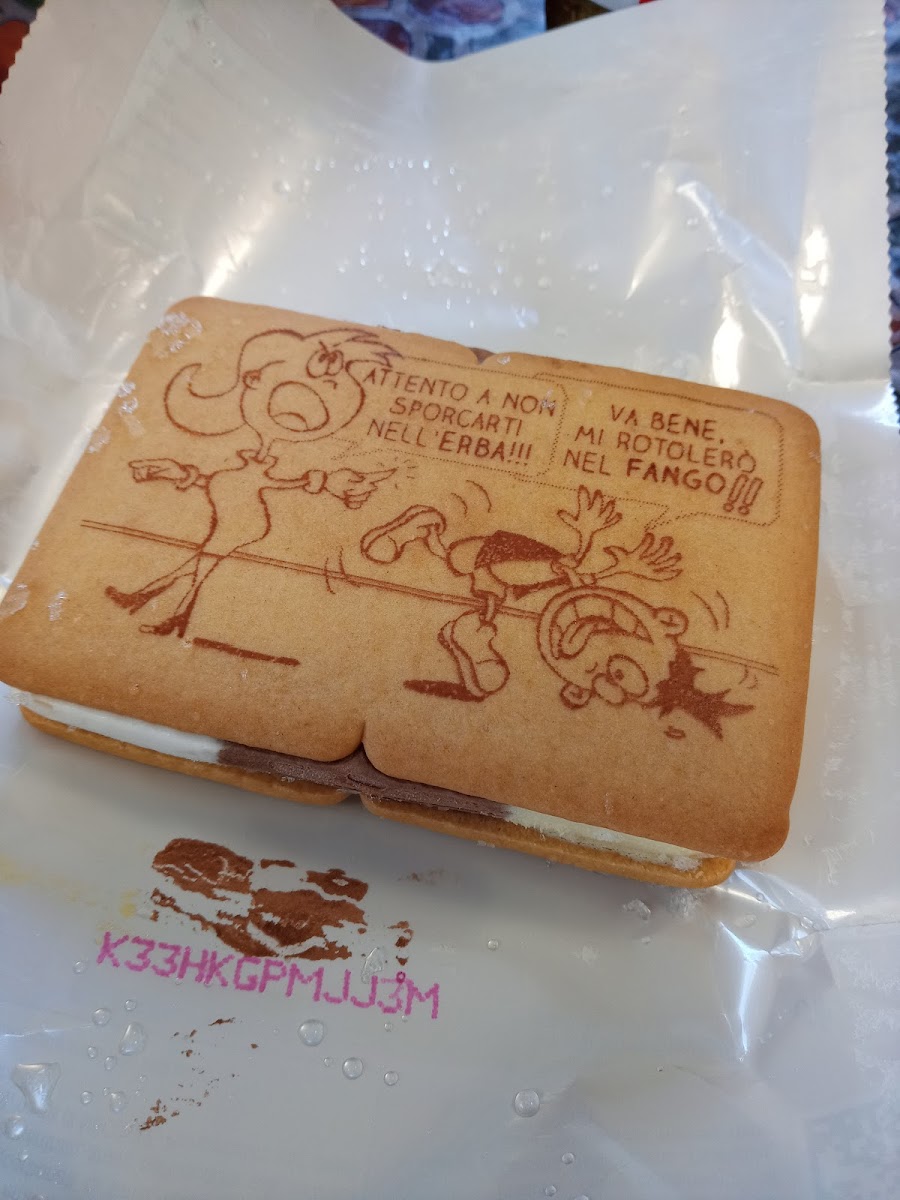 ATTENTO A NON
SPORCARTI
NELL'ERBA!!!
VA BENE,
MI ROTOLERÒ
NEL FANGO!!
K33HKGPMJJ3M